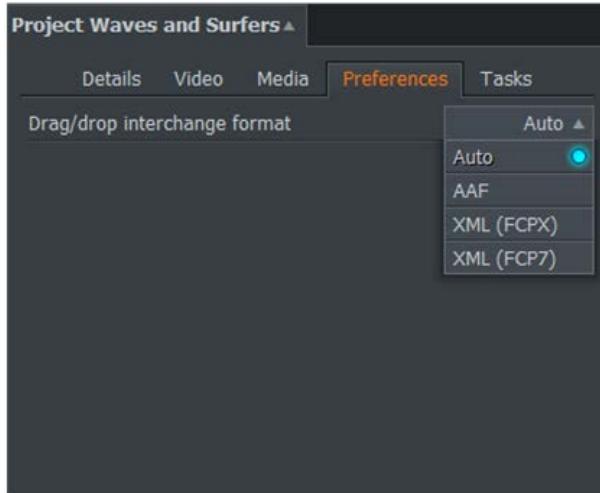 Project Waves and Surfers
Details Video Media Preferences Tasks
Drag/drop interchange format Auto
Auto
AAF
XML (FCPX)
XML (FCP7)